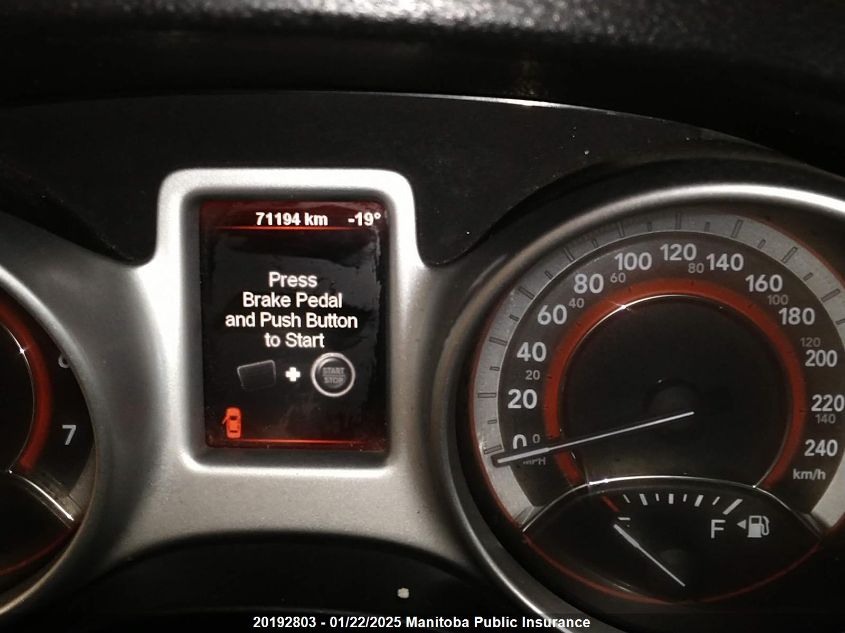 71194 km -19°
Press
Brake Pedal
and Push Button
to Start
START
STOP
7
0 20 40 60 80 100 120 140 160 180 200 220 240
km/h
0 20 40 60 80 100 120 140
MPH
F
20192803 - 01/22/2025 Manitoba Public Insurance